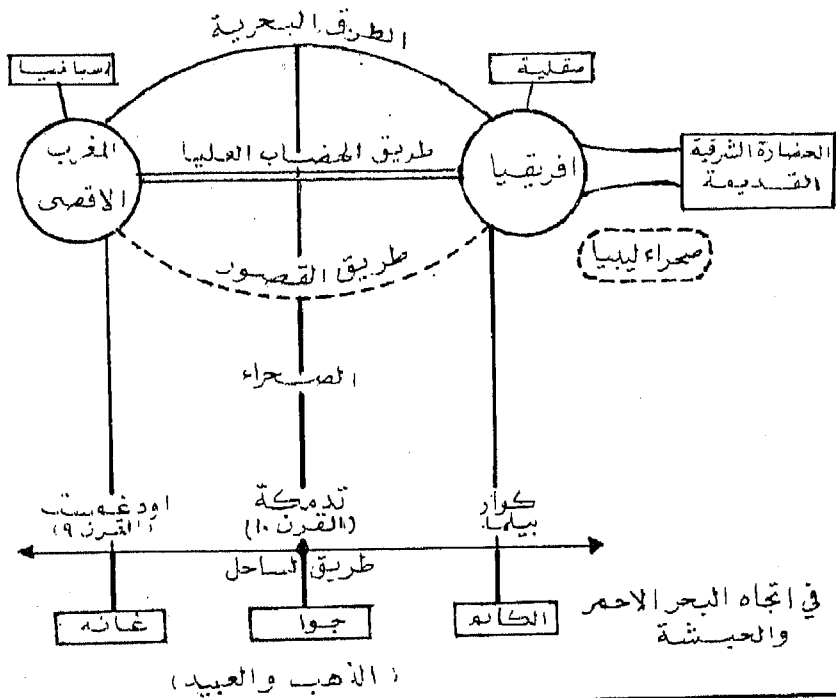 الطرق البحرية
اسبانيا
صقلية
المغرب
الاقصى
طريق الهضاب العليا
افريقيا
الحضارة الشرقية
القديمة
طريق القصور
صحراء ليبيا
الصحراء
اودغوست
(القرن ٩)
تدمكة
(القرن ١٠)
كوار
بيلما
طريق الساحل
غانه
جوا
الكانم
في اتجاه البحر الاحمر
والحبشة
(الذهب والعبيد)